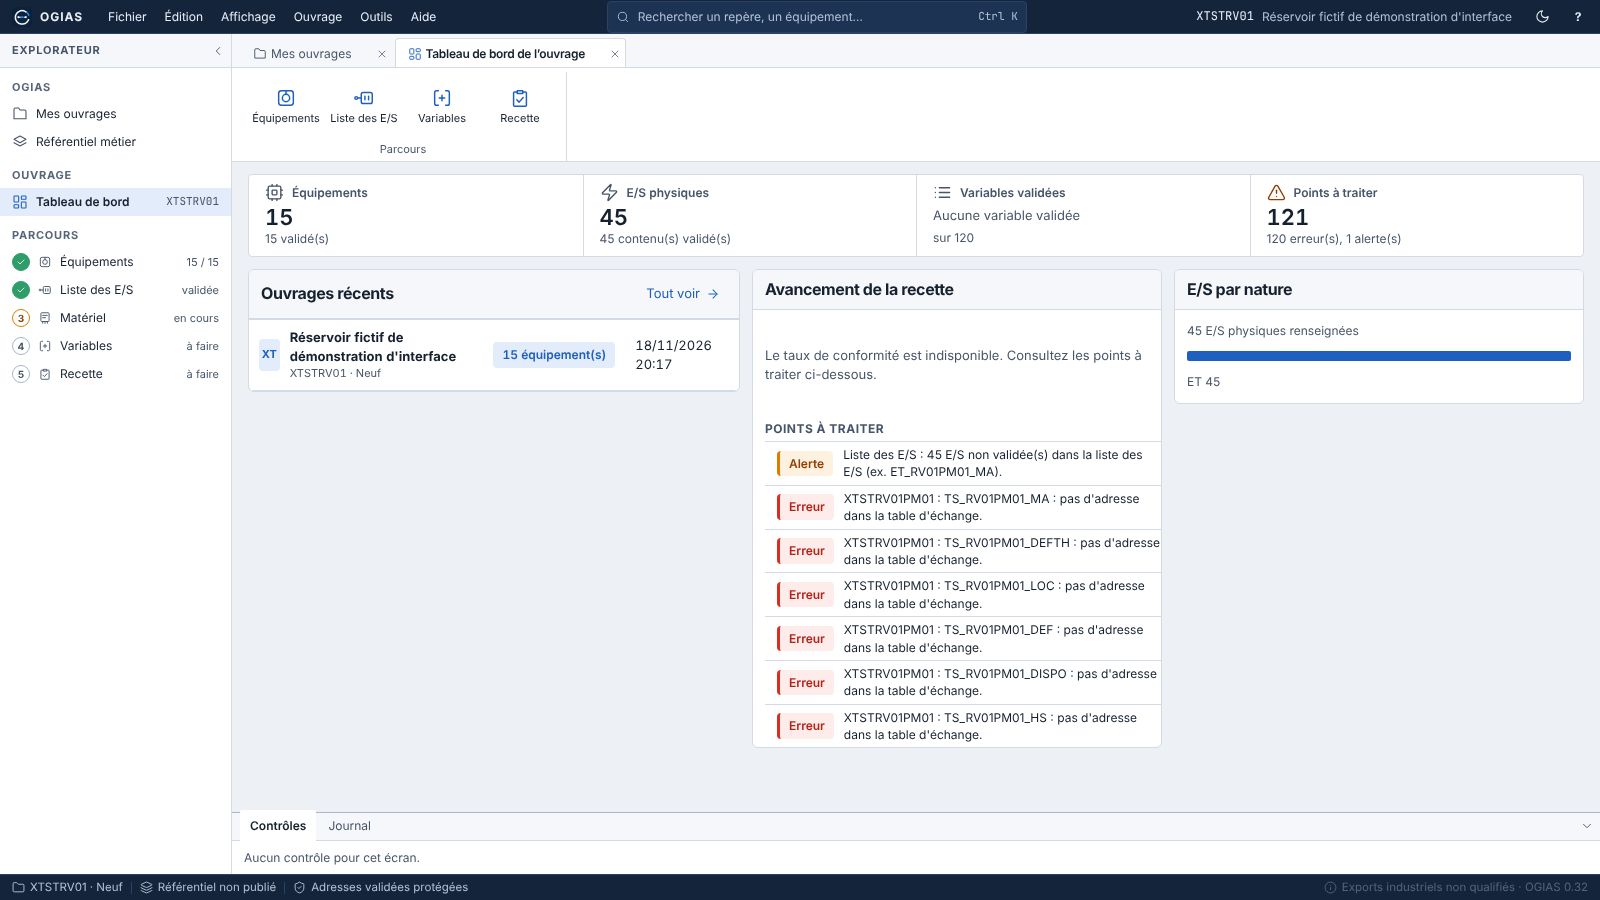 OGIAS
Fichier Édition Affichage Ouvrage Outils Aide
Rechercher un repère, un équipement... Ctrl K
XTSTRV01 Réservoir fictif de démonstration d'interface ?
EXPLORATEUR
OGIAS
Mes ouvrages
Référentiel métier
OUVRAGE
Tableau de bord XTSTRV01
PARCOURS
Équipements 15 / 15
Liste des E/S validée
3 Matériel en cours
4 Variables à faire
5 Recette à faire
Mes ouvrages
Tableau de bord de l'ouvrage
Équipements
Liste des E/S
Variables
Recette
Parcours
Équipements
15
15 validé(s)
E/S physiques
45
45 contenu(s) validé(s)
Variables validées
Aucune variable validée
sur 120
Points à traiter
121
120 erreur(s), 1 alerte(s)
Ouvrages récents
Tout voir
XT
Réservoir fictif de
démonstration d'interface
XTSTRV01 · Neuf
15 équipement(s)
18/11/2026
20:17
Avancement de la recette
Le taux de conformité est indisponible. Consultez les points à
traiter ci-dessous.
POINTS À TRAITER
Alerte
Liste des E/S : 45 E/S non validée(s) dans la liste des
E/S (ex. ET_RV01PM01_MA).
Erreur
XTSTRV01PM01 : TS_RV01PM01_MA : pas d'adresse
dans la table d'échange.
Erreur
XTSTRV01PM01 : TS_RV01PM01_DEFTH : pas d'adresse
dans la table d'échange.
Erreur
XTSTRV01PM01 : TS_RV01PM01_LOC : pas d'adresse
dans la table d'échange.
Erreur
XTSTRV01PM01 : TS_RV01PM01_DEF : pas d'adresse
dans la table d'échange.
Erreur
XTSTRV01PM01 : TS_RV01PM01_DISPO : pas d'adresse
dans la table d'échange.
Erreur
XTSTRV01PM01 : TS_RV01PM01_HS : pas d'adresse
dans la table d'échange.
E/S par nature
45 E/S physiques renseignées
ET 45
Contrôles Journal
Aucun contrôle pour cet écran.
XTSTRV01 · Neuf Référentiel non publié Adresses validées protégées
Exports industriels non qualifiés · OGIAS 0.32